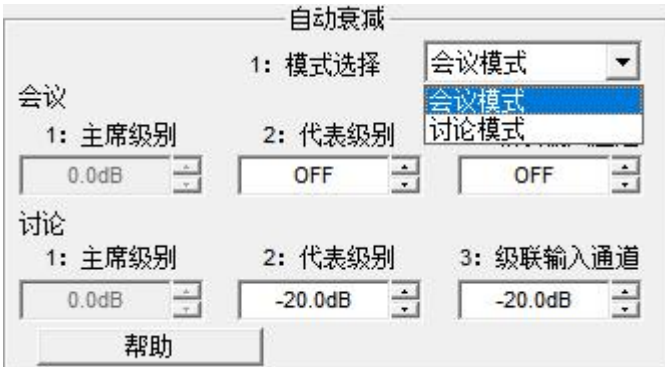 自动衰减
1: 模式选择 会议模式
会议模式
会议
讨论模式
1: 主席级别 2: 代表级别
0.0dB OFF OFF
讨论
1: 主席级别 2: 代表级别 3: 级联输入通道
0.0dB -20.0dB -20.0dB
帮助